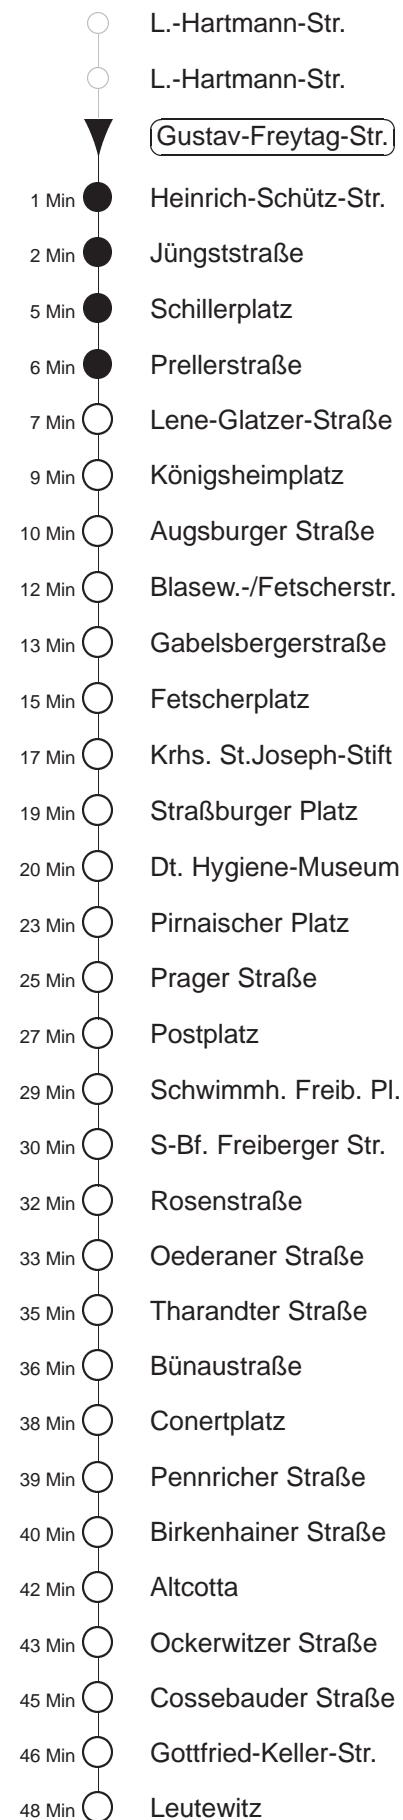 L.-Hartmann-Str.
L.-Hartmann-Str.
Gustav-Freytag-Str.
1 Min Heinrich-Schütz-Str.
2 Min Jüngststraße
5 Min Schillerplatz
6 Min Prellerstraße
7 Min Lene-Glatzer-Straße
9 Min Königsheimplatz
10 Min Augsburger Straße
12 Min Blasew.-/Fetscherstr.
13 Min Gabelsbergerstraße
15 Min Fetscherplatz
17 Min Krhs. St.Joseph-Stift
19 Min Straßburger Platz
20 Min Dt. Hygiene-Museum
23 Min Pirnaischer Platz
25 Min Prager Straße
27 Min Postplatz
29 Min Schwimmh. Freib. Pl.
30 Min S-Bf. Freiberger Str.
32 Min Rosenstraße
33 Min Oederaner Straße
35 Min Tharandter Straße
36 Min Bünaustraße
38 Min Conertplatz
39 Min Pennricher Straße
40 Min Birkenhainer Straße
42 Min Altcotta
43 Min Ockerwitzer Straße
45 Min Cossebauder Straße
46 Min Gottfried-Keller-Str.
48 Min Leutewitz